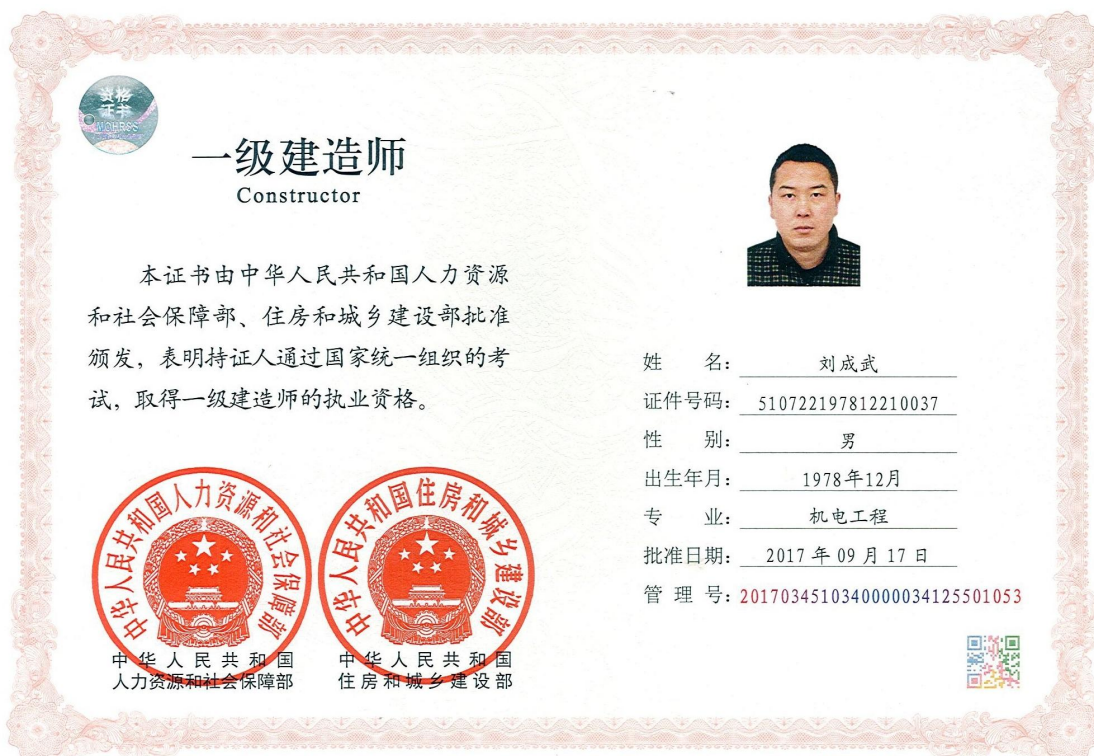 资格
证书
MOHRSS
一级建造师
Constructor
本证书由中华人民共和国人力资源
和社会保障部、住房和城乡建设部批准
颁发，表明持证人通过国家统一组织的考
试，取得一级建造师的执业资格。
中华人民共和国人力资源和社会保障部
中华人民共和国住房和城乡建设部
中华人民共和国
人力资源和社会保障部
中华人民共和国
住房和城乡建设部
姓 名： 刘成武
证件号码： 510722197812210037
性 别： 男
出生年月： 1978年12月
专 业： 机电工程
批准日期： 2017年09月17日
管 理 号： 2017034510340000034125501053